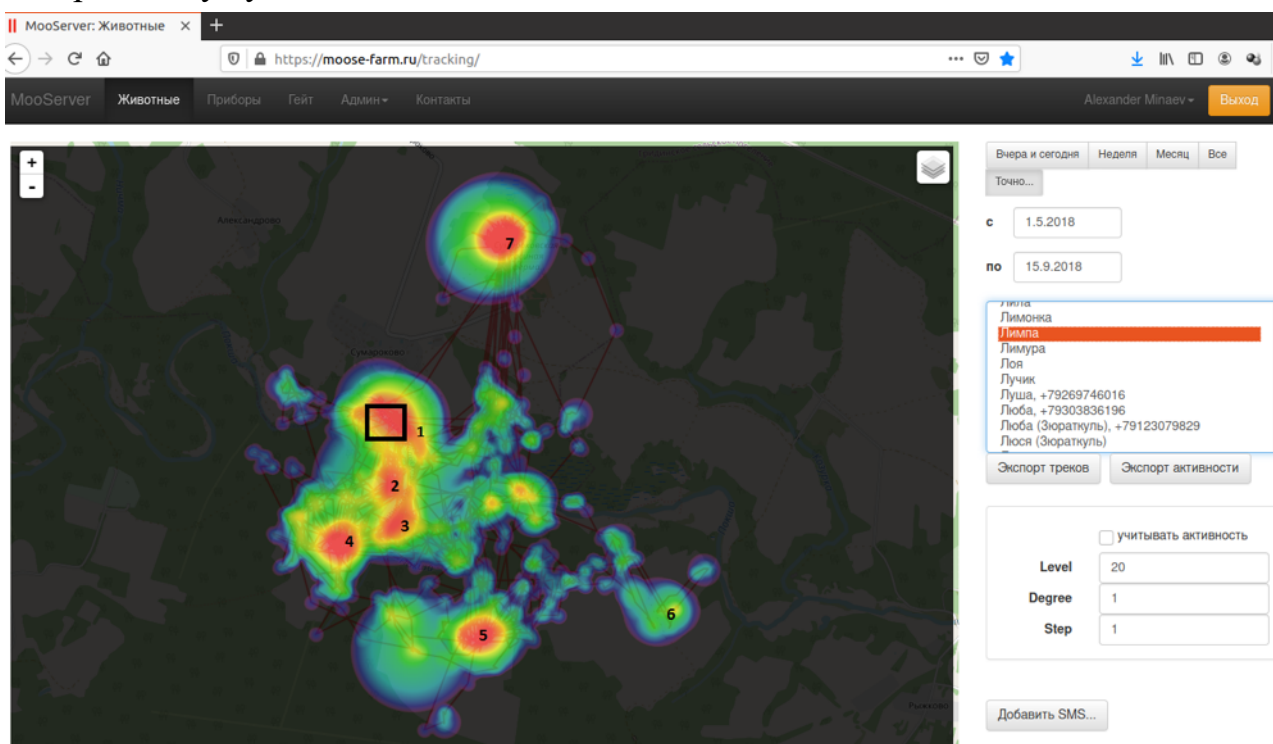 MooServer: Животные
https://moose-farm.ru/tracking/
MooServer Животные Приборы Гейт Админ Контакты Alexander Minaev Выход
+
-
Вчера и сегодня Неделя Месяц Все
Точно...
с 1.5.2018
по 15.9.2018
Лила
Лимонка
Лимпа
Лимура
Лоя
Лучик
Луша, +79269746016
Люба, +79303836196
Люба (Зюраткуль), +79123079829
Люся (Зюраткуль)
Экспорт треков Экспорт активности
учитывать активность
Level 20
Degree 1
Step 1
Добавить SMS...
Александрово
7
Сумароково
1
2
3
4
6
5
Рыжково